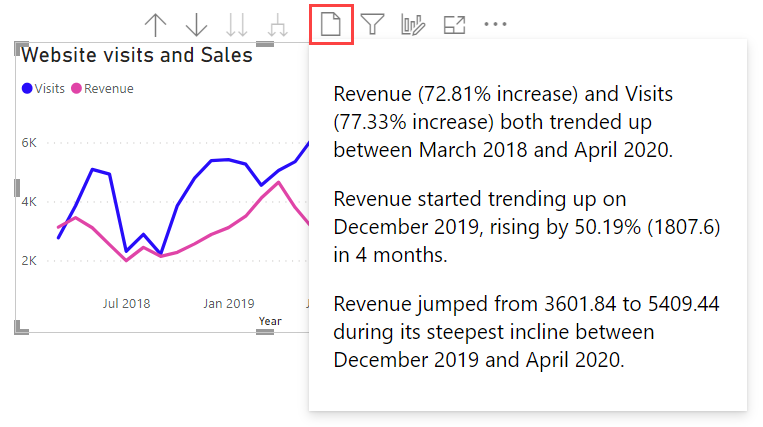 Website visits and Sales
Visits
Revenue
6K
4K
2K
Jul 2018
Jan 2019
Year
Revenue (72.81% increase) and Visits
(77.33% increase) both trended up
between March 2018 and April 2020.
Revenue started trending up on
December 2019, rising by 50.19% (1807.6)
in 4 months.
Revenue jumped from 3601.84 to 5409.44
during its steepest incline between
December 2019 and April 2020.